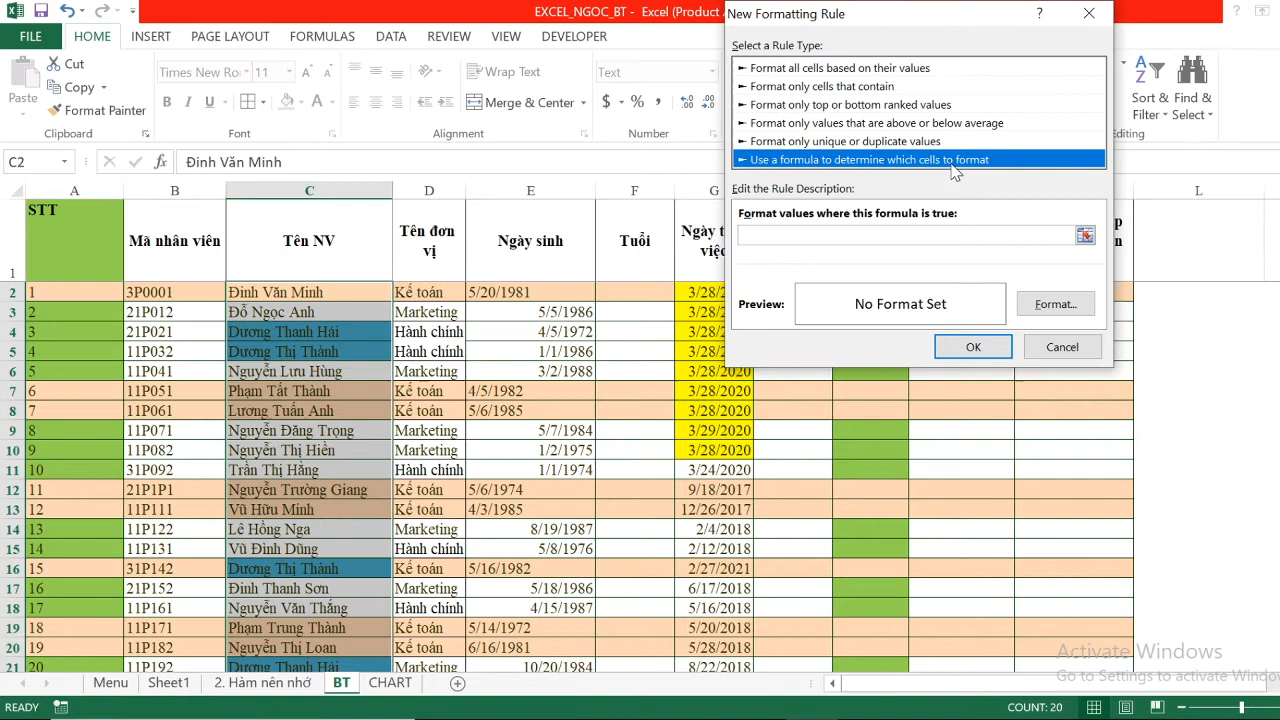 EXCEL_NGOC_BT - Excel (Product
New Formatting Rule
?
FILE HOME INSERT PAGE LAYOUT FORMULAS DATA REVIEW VIEW DEVELOPER
Select a Rule Type:
► Format all cells based on their values
► Format only cells that contain
► Format only top or bottom ranked values
► Format only values that are above or below average
► Format only unique or duplicate values
► Use a formula to determine which cells to format
Edit the Rule Description:
Format values where this formula is true:
Preview: No Format Set Format...
OK Cancel
Paste Cut
Copy
Format Painter
Clipboard
Times New Ro 11
B I U
Font
Wrap Text
Merge & Center
Alignment
Text
$ % ,
Number
Sort & Find &
Filter Select
Editing
C2 fx Đinh Văn Minh
A B C D E F G L
1 STT Mã nhân viên Tên NV Tên đơn vị Ngày sinh Tuổi Ngày
2 1 3P0001 Đinh Văn Minh Kế toán 5/20/1981 3/28/2
3 2 21P012 Đỗ Ngọc Anh Marketing 5/5/1986 3/28/2
4 3 21P021 Dương Thanh Hải Hành chính 4/5/1972 3/28/2
5 4 11P032 Dương Thị Thành Hành chính 1/1/1986 3/28/2
6 5 11P041 Nguyễn Lưu Hùng Marketing 3/2/1988 3/28/2020
7 6 11P051 Phạm Tất Thành Kế toán 4/5/1982 3/28/2020
8 7 11P061 Lương Tuấn Anh Kế toán 5/6/1985 3/28/2020
9 8 11P071 Nguyễn Đăng Trọng Marketing 5/7/1984 3/29/2020
10 9 11P082 Nguyễn Thị Hiền Marketing 1/2/1975 3/28/2020
11 10 31P092 Trần Thị Hằng Hành chính 1/1/1974 3/24/2020
12 11 21P1P1 Nguyễn Trường Giang Kế toán 5/6/1974 9/18/2017
13 12 11P111 Vũ Hữu Minh Kế toán 4/3/1985 12/26/2017
14 13 11P122 Lê Hồng Nga Marketing 8/19/1987 2/4/2018
15 14 11P131 Vũ Đình Dũng Hành chính 5/8/1976 2/12/2018
16 15 31P142 Dương Thị Thành Kế toán 5/16/1982 2/27/2021
17 16 21P152 Đinh Thanh Sơn Marketing 5/18/1986 6/17/2018
18 17 11P161 Nguyễn Văn Thắng Hành chính 4/15/1987 5/16/2018
19 18 11P171 Phạm Trung Thành Kế toán 5/14/1972 5/20/2018
20 19 11P182 Nguyễn Thị Loan Kế toán 6/16/1981 5/28/2018
21 20 11P192 Dương Thanh Hải Marketing 10/20/1984 8/22/2018
Activate Windows
Go to Settings to activate Windo
Menu Sheet1 2. Hàm nên nhớ BT CHART
READY COUNT: 20